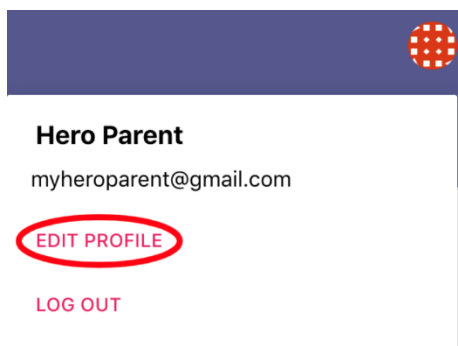 Hero Parent
myheroparent@gmail.com
EDIT PROFILE
LOG OUT